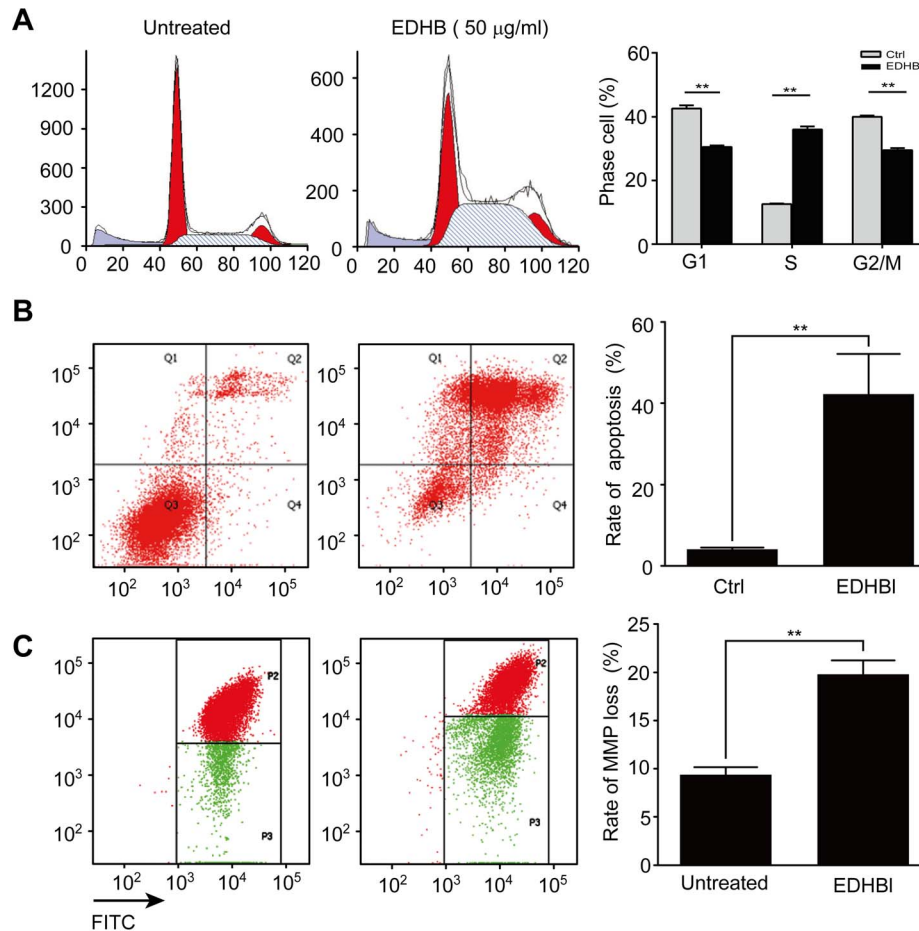 A
Untreated
EDHB ( 50 μg/ml)
1500
1200
900
600
300
0
0 20 40 60 80 100 120
600
400
200
0
0 20 40 60 80 100 120
Phase cell (%)
60
40
20
0
Ctrl
EDHBl
** ** **
G1 S G2/M
B
Q1 Q2
Q3 Q4
10⁵
10⁴
10³
10²
10² 10³ 10⁴ 10⁵
Q1 Q2
Q3 Q4
10⁵
10⁴
10³
10²
10² 10³ 10⁴ 10⁵
Rate of apoptosis (%)
60
40
20
0
**
Ctrl EDHBl
C
P2
P3
10⁵
10⁴
10³
10²
10² 10³ 10⁴ 10⁵
FITC
P2
P3
10⁵
10⁴
10³
10²
10² 10³ 10⁴ 10⁵
Rate of MMP loss (%)
25
20
15
10
5
0
**
Untreated EDHBl